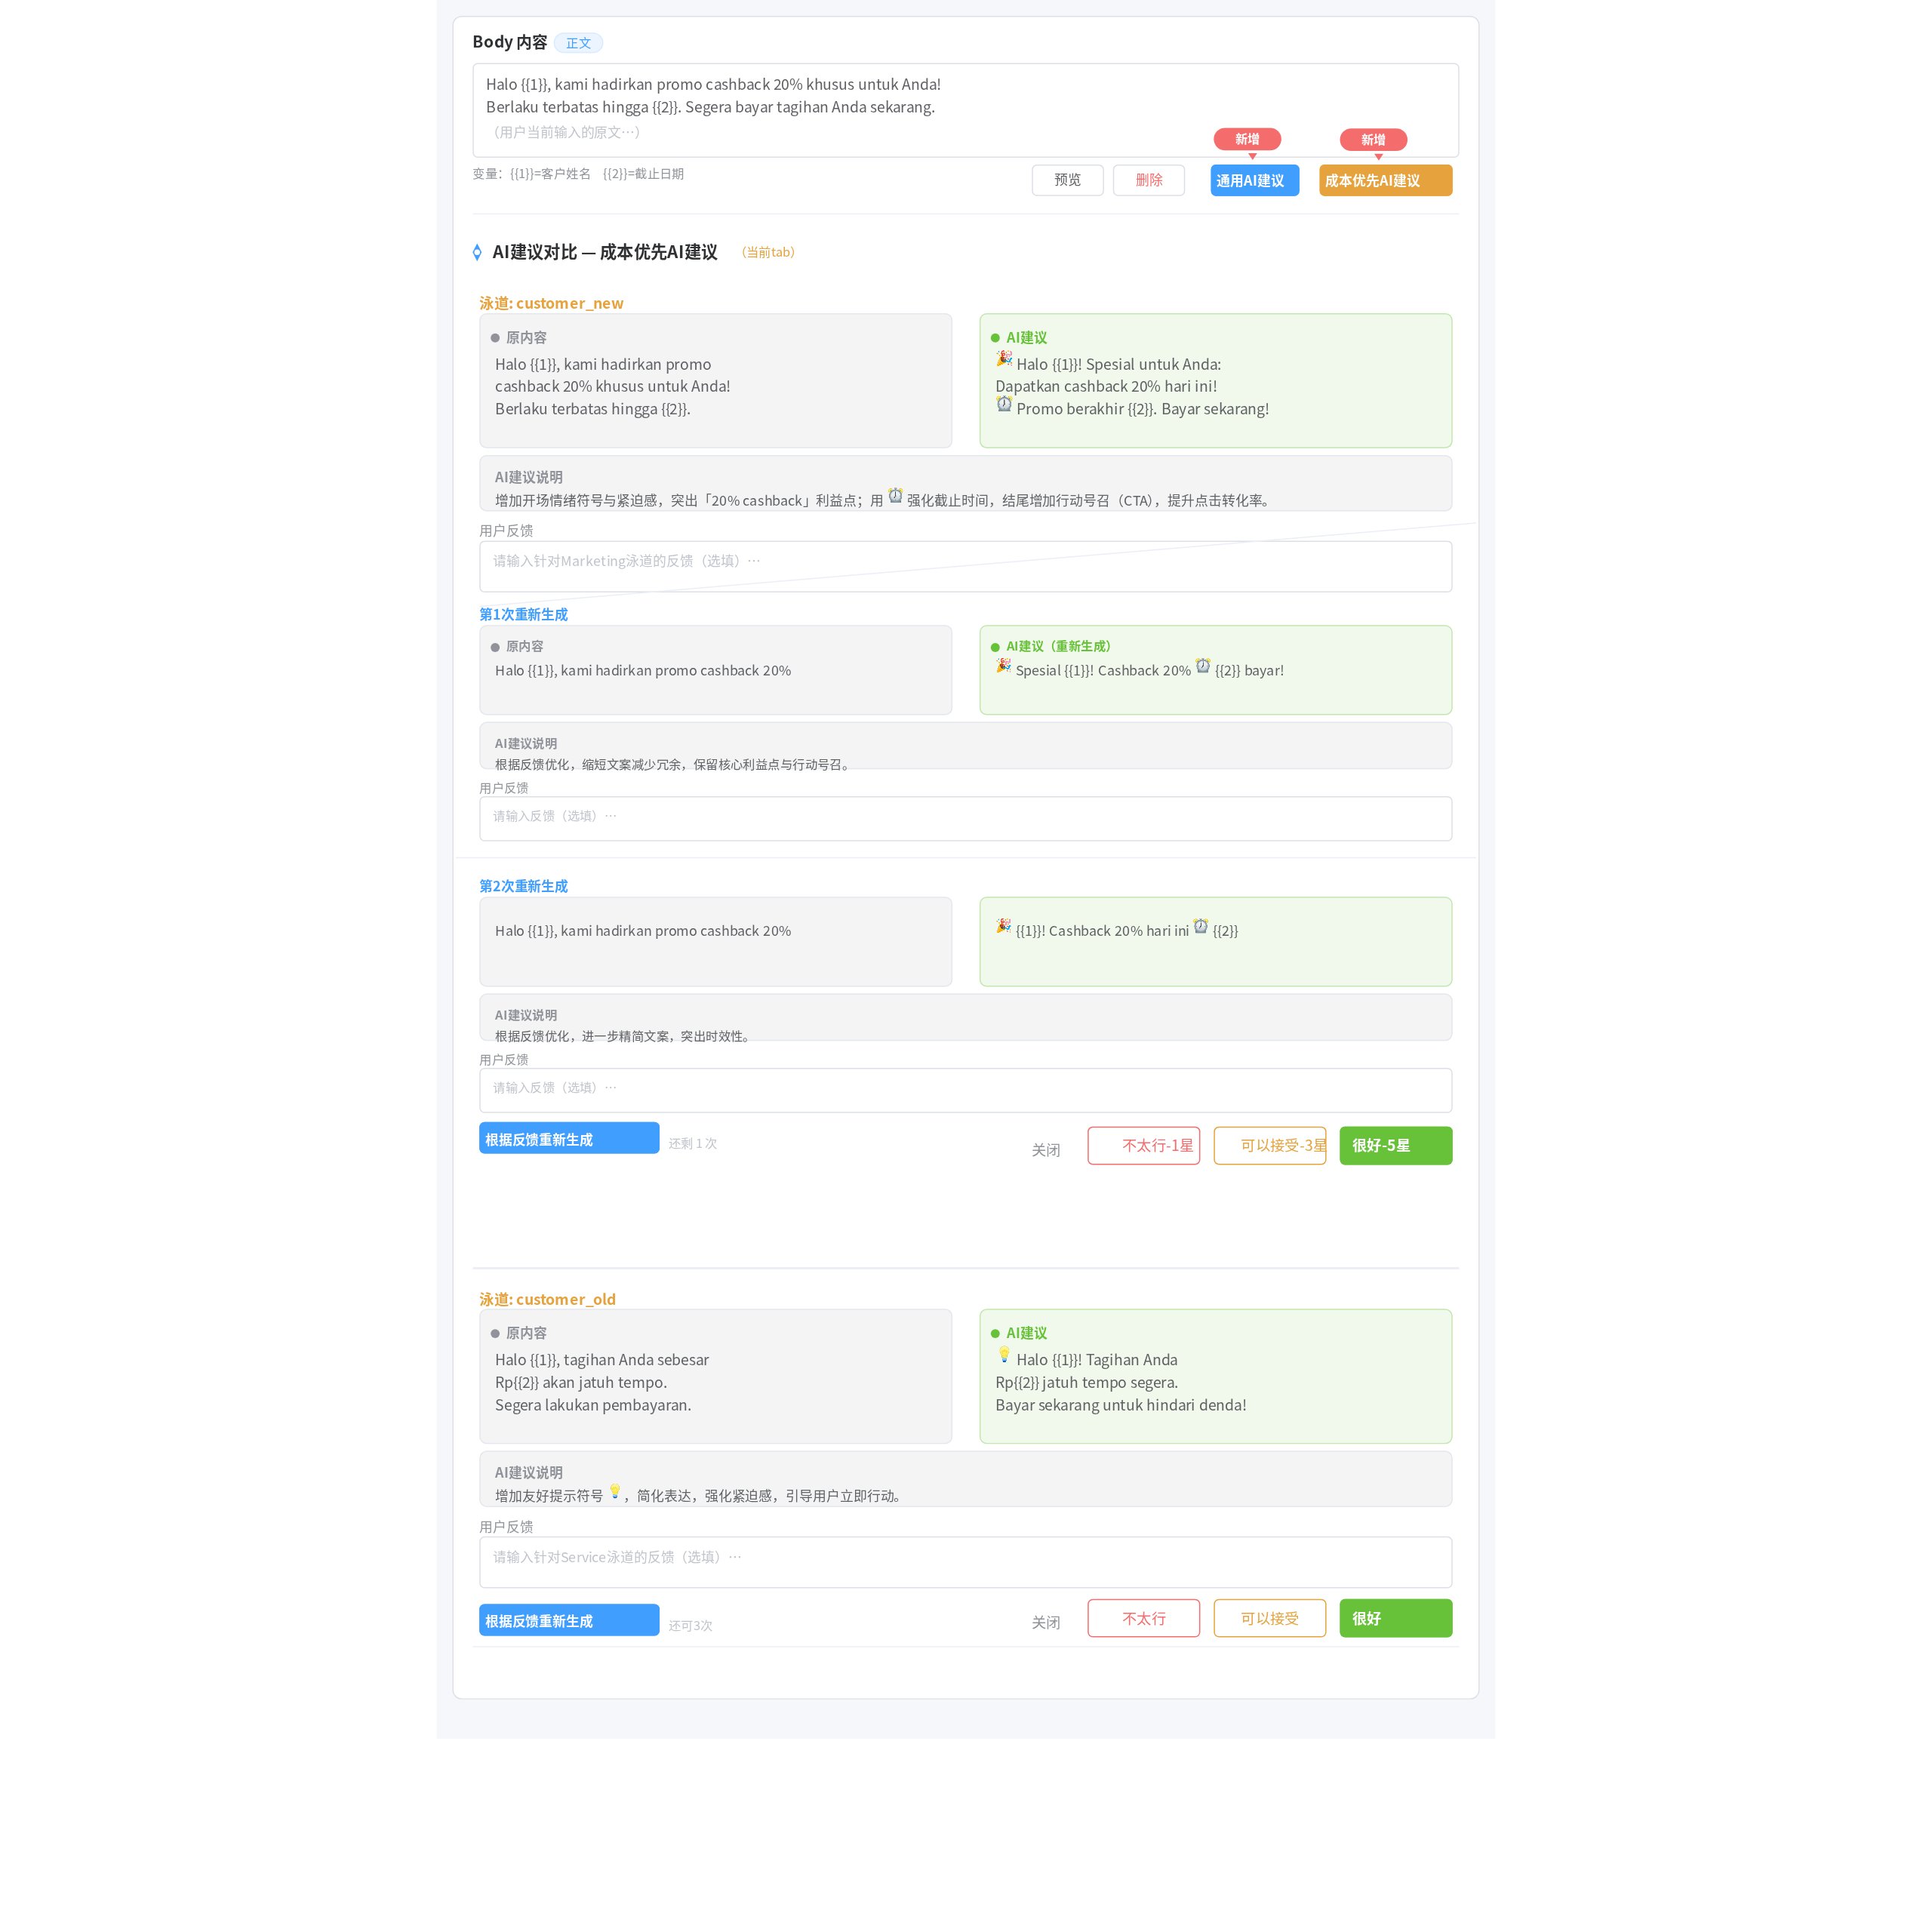 Body 内容 正文
Halo {{1}}, kami hadirkan promo cashback 20% khusus untuk Anda!
Berlaku terbatas hingga {{2}}. Segera bayar tagihan Anda sekarang.
（用户当前输入的原文…）
新增 新增
变量：{{1}}=客户姓名 {{2}}=截止日期
预览 删除 通用AI建议 成本优先AI建议
AI建议对比 — 成本优先AI建议 （当前tab）
泳道: customer_new
原内容
Halo {{1}}, kami hadirkan promo
cashback 20% khusus untuk Anda!
Berlaku terbatas hingga {{2}}.
AI建议
🎉 Halo {{1}}! Spesial untuk Anda:
Dapatkan cashback 20% hari ini!
⏰ Promo berakhir {{2}}. Bayar sekarang!
AI建议说明
增加开场情绪符号与紧迫感，突出「20% cashback」利益点；用 ⏰ 强化截止时间，结尾增加行动号召（CTA），提升点击转化率。
用户反馈
请输入针对Marketing泳道的反馈（选填）…
第1次重新生成
原内容
Halo {{1}}, kami hadirkan promo cashback 20%
AI建议（重新生成）
🎉 Spesial {{1}}! Cashback 20% ⏰ {{2}} bayar!
AI建议说明
根据反馈优化，缩短文案减少冗余，保留核心利益点与行动号召。
用户反馈
请输入反馈（选填）…
第2次重新生成
Halo {{1}}, kami hadirkan promo cashback 20%
🎉 {{1}}! Cashback 20% hari ini ⏰ {{2}}
AI建议说明
根据反馈优化，进一步精简文案，突出时效性。
用户反馈
请输入反馈（选填）…
根据反馈重新生成 还剩 1 次 关闭 不太行-1星 可以接受-3星 很好-5星
泳道: customer_old
原内容
Halo {{1}}, tagihan Anda sebesar
Rp{{2}} akan jatuh tempo.
Segera lakukan pembayaran.
AI建议
💡 Halo {{1}}! Tagihan Anda
Rp{{2}} jatuh tempo segera.
Bayar sekarang untuk hindari denda!
AI建议说明
增加友好提示符号 💡，简化表达，强化紧迫感，引导用户立即行动。
用户反馈
请输入针对Service泳道的反馈（选填）…
根据反馈重新生成 还可3次 关闭 不太行 可以接受 很好